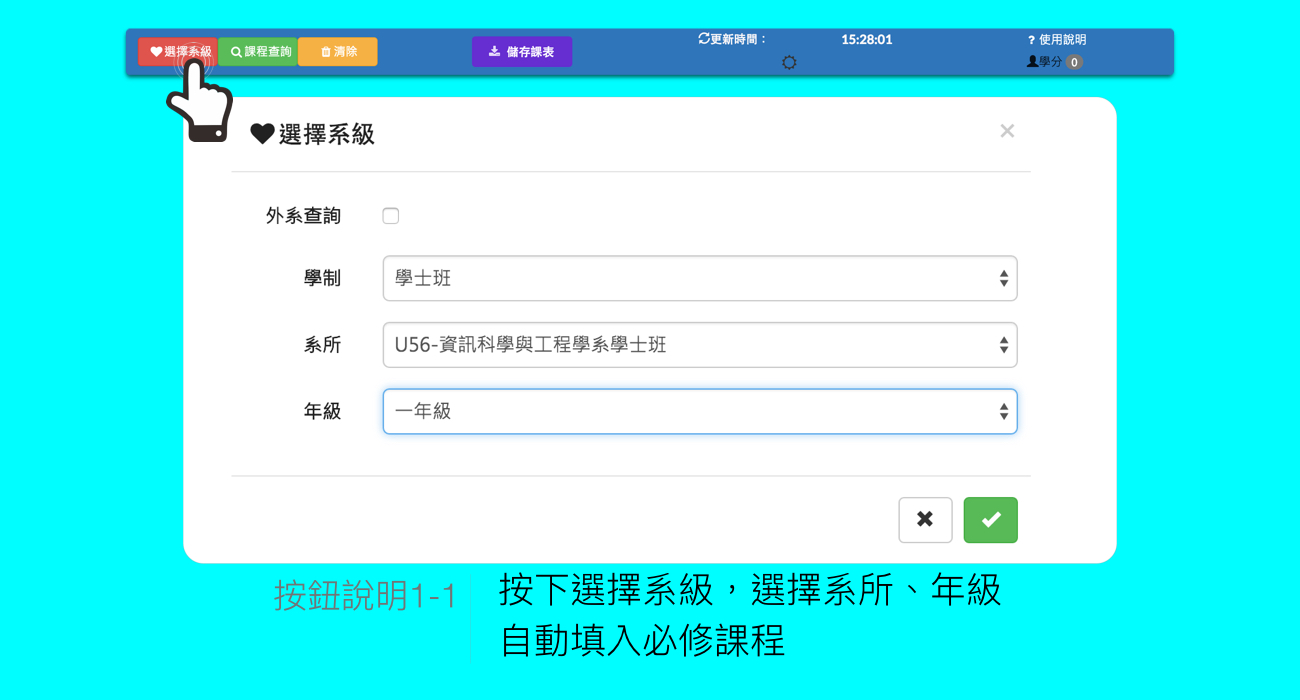 選擇系級 課程查詢 清除 儲存課表 更新時間： 15:28:01 ? 使用說明
學分 0
選擇系級 ×
外系查詢
學制 學士班
系所 U56-資訊科學與工程學系學士班
年級 一年級
按鈕說明1-1
按下選擇系級，選擇系所、年級
自動填入必修課程